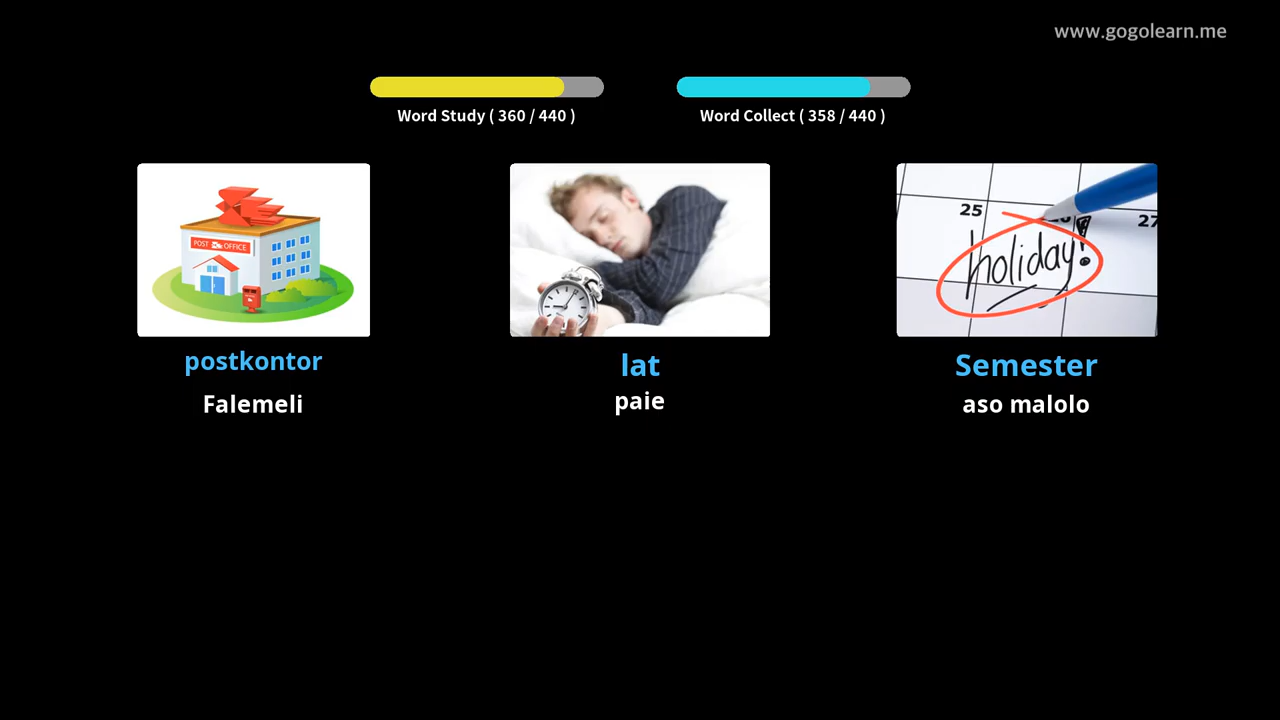 www.gogolearn.me
Word Study ( 360 / 440 )
Word Collect ( 358 / 440 )
POST OFFICE
25
27
holiday!
postkontor
lat
Semester
Falemeli
paie
aso malolo